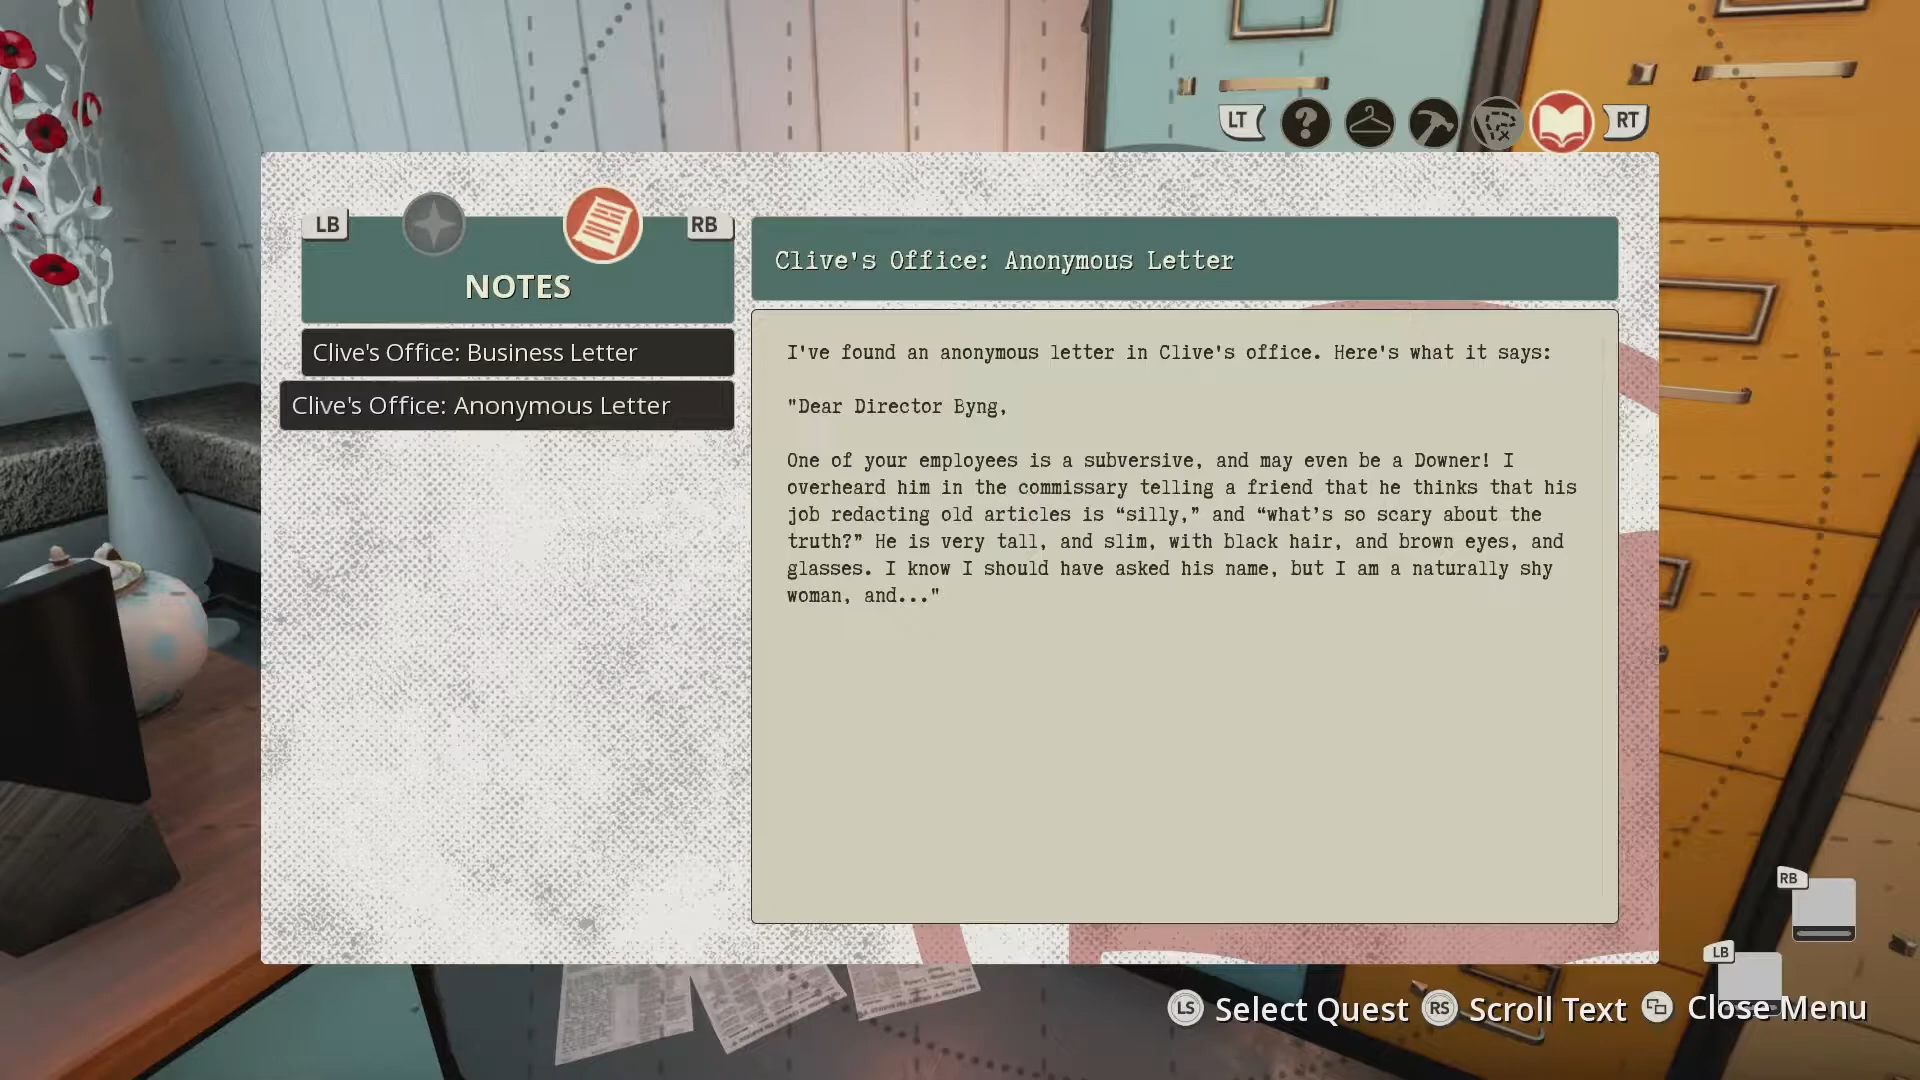 LT
RT
LB
RB
NOTES
Clive's Office: Business Letter
Clive's Office: Anonymous Letter
Clive's Office: Anonymous Letter
I've found an anonymous letter in Clive's office. Here's what it says:
"Dear Director Byng,
One of your employees is a subversive, and may even be a Downer! I
overheard him in the commissary telling a friend that he thinks that his
job redacting old articles is “silly,” and “what’s so scary about the
truth?” He is very tall, and slim, with black hair, and brown eyes, and
glasses. I know I should have asked his name, but I am a naturally shy
woman, and..."
RB
LB
LS Select Quest RS Scroll Text Close Menu